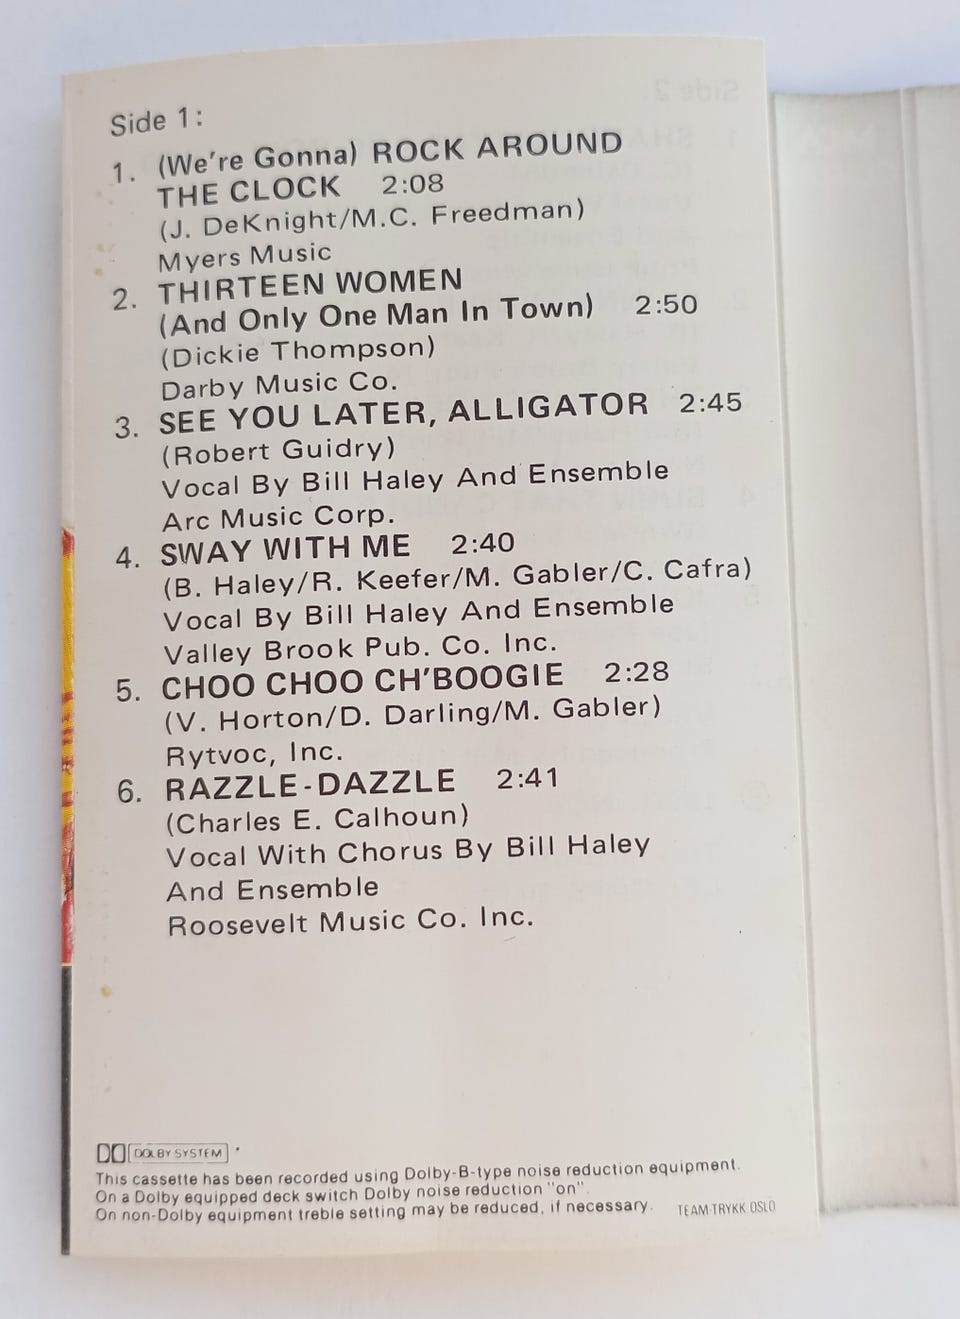 Side 1:
1. (We're Gonna) ROCK AROUND
THE CLOCK 2:08
(J. DeKnight/M.C. Freedman)
Myers Music
2. THIRTEEN WOMEN
(And Only One Man In Town) 2:50
(Dickie Thompson)
Darby Music Co.
3. SEE YOU LATER, ALLIGATOR 2:45
(Robert Guidry)
Vocal By Bill Haley And Ensemble
Arc Music Corp.
4. SWAY WITH ME 2:40
(B. Haley/R. Keefer/M. Gabler/C. Cafra)
Vocal By Bill Haley And Ensemble
Valley Brook Pub. Co. Inc.
5. CHOO CHOO CH'BOOGIE 2:28
(V. Horton/D. Darling/M. Gabler)
Rytvoc, Inc.
6. RAZZLE-DAZZLE 2:41
(Charles E. Calhoun)
Vocal With Chorus By Bill Haley
And Ensemble
Roosevelt Music Co. Inc.
DOLBY SYSTEM
This cassette has been recorded using Dolby-B-type noise reduction equipment.
On a Dolby equipped deck switch Dolby noise reduction "on".
On non-Dolby equipment treble setting may be reduced, if necessary. TEAM-TRYKK OSLO